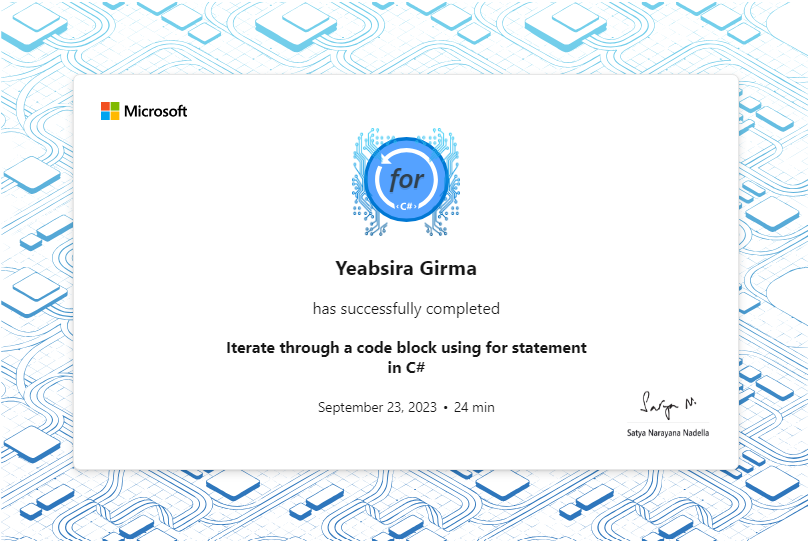 Microsoft
for
‹C#›
Yeabsira Girma
has successfully completed
Iterate through a code block using for statement
in C#
September 23, 2023 • 24 min
Satya N.
Satya Narayana Nadella